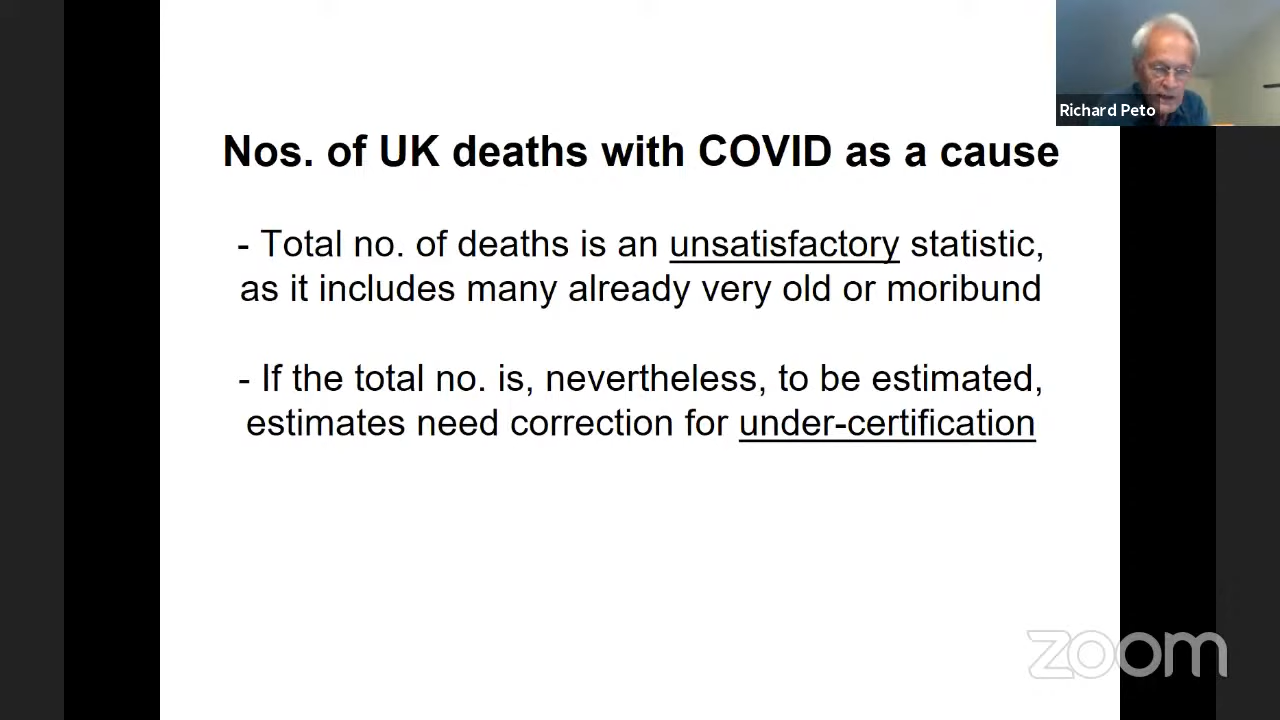 Richard Peto
Nos. of UK deaths with COVID as a cause
- Total no. of deaths is an unsatisfactory statistic,
as it includes many already very old or moribund
- If the total no. is, nevertheless, to be estimated,
estimates need correction for under-certification
zoom